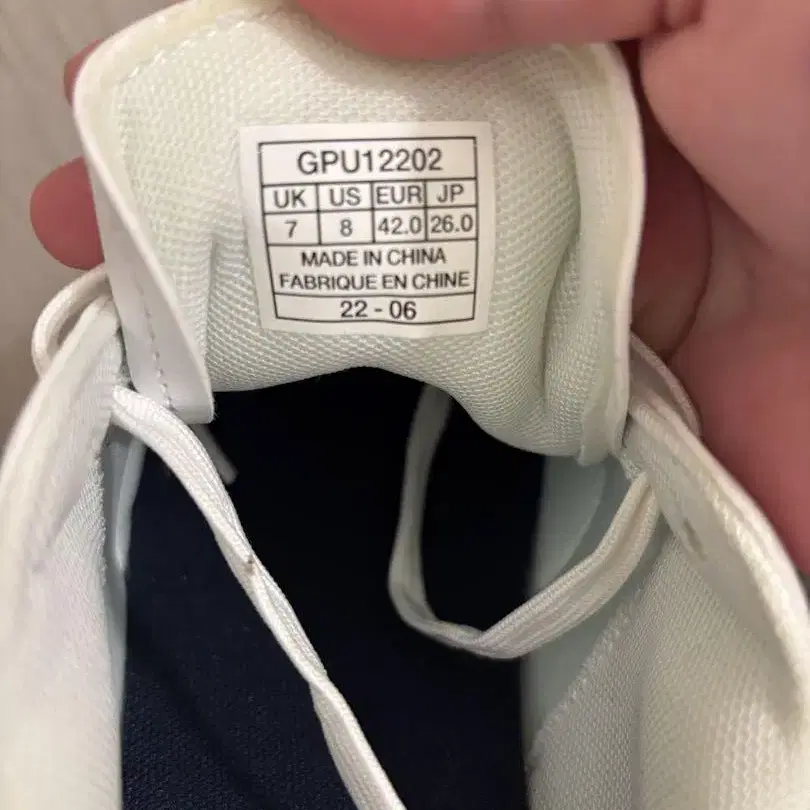 GPU12202
UK US EUR JP
7 8 42.0 26.0
MADE IN CHINA
FABRIQUE EN CHINE
22 - 06